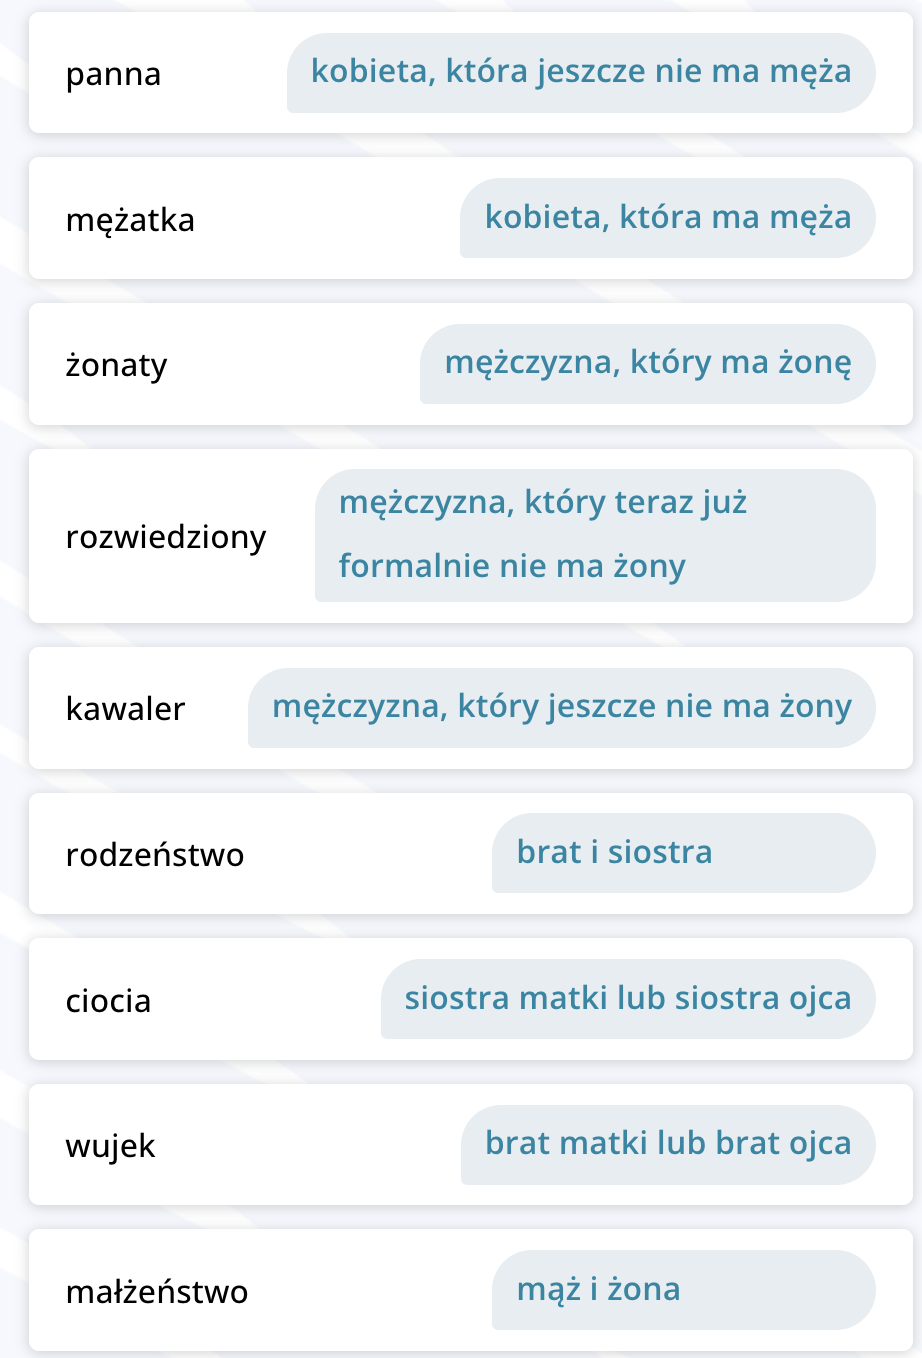 panna
kobieta, która jeszcze nie ma męża
mężatka
kobieta, która ma męża
żonaty
mężczyzna, który ma żonę
rozwiedziony
mężczyzna, który teraz już
formalnie nie ma żony
kawaler
mężczyzna, który jeszcze nie ma żony
rodzeństwo
brat i siostra
ciocia
siostra matki lub siostra ojca
wujek
brat matki lub brat ojca
małżeństwo
mąż i żona